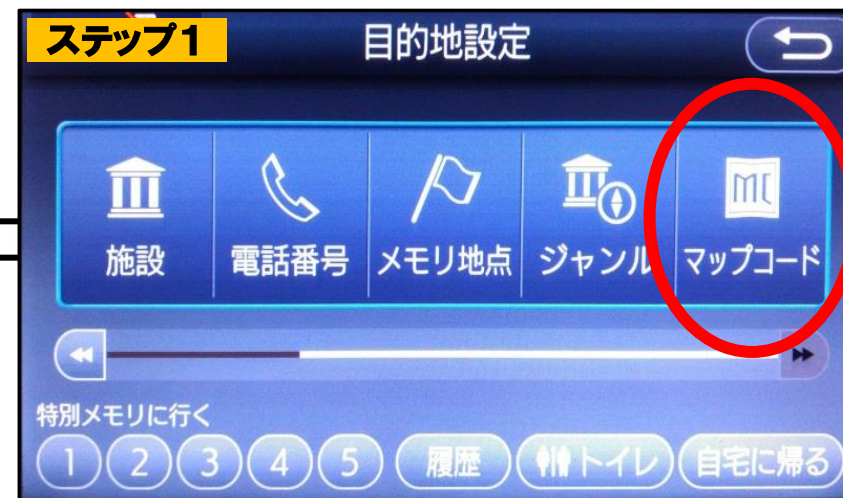 ステップ1
目的地設定
施設
電話番号
メモリ地点
ジャンル
MC
マップコード
特別メモリに行く
1 2 3 4 5 履歴 トイレ 自宅に帰る